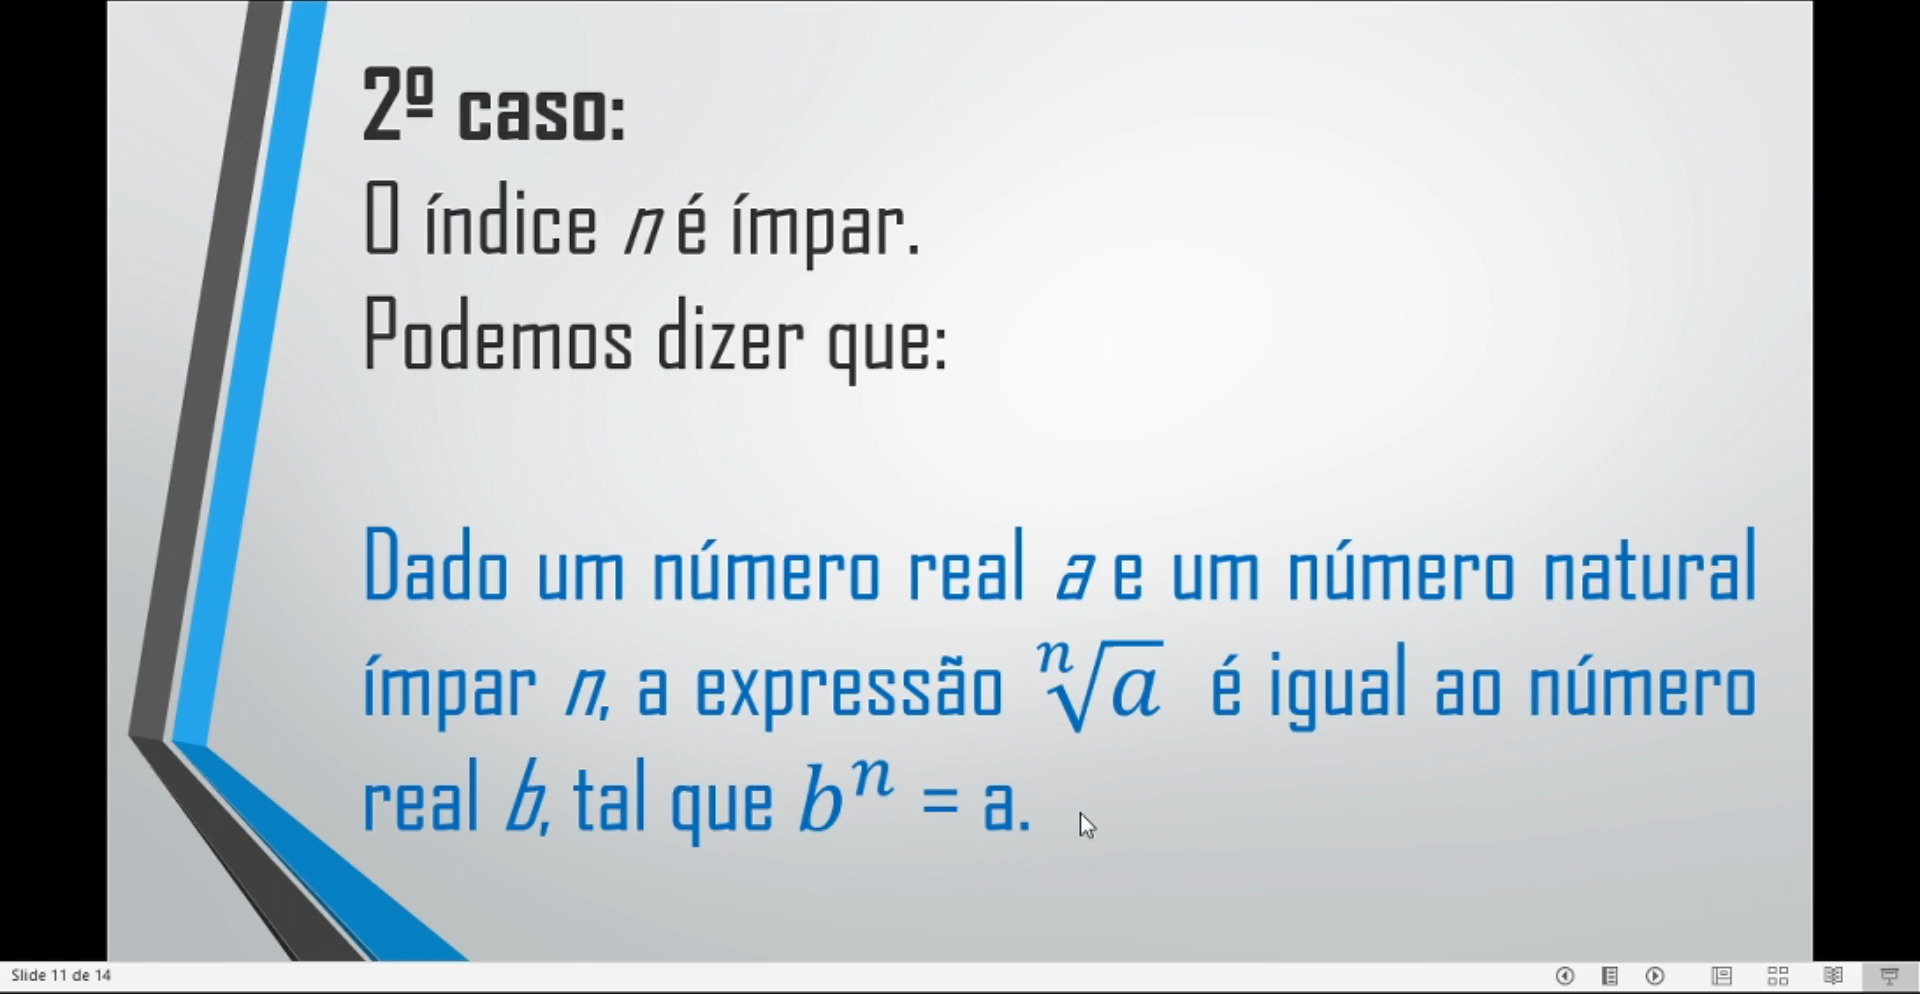 2º caso:
O índice n é ímpar.
Podemos dizer que:
Dado um número real a e um número natural
ímpar n, a expressão ⁿ√a é igual ao número
real b, tal que bⁿ = a.
Slide 11 de 14